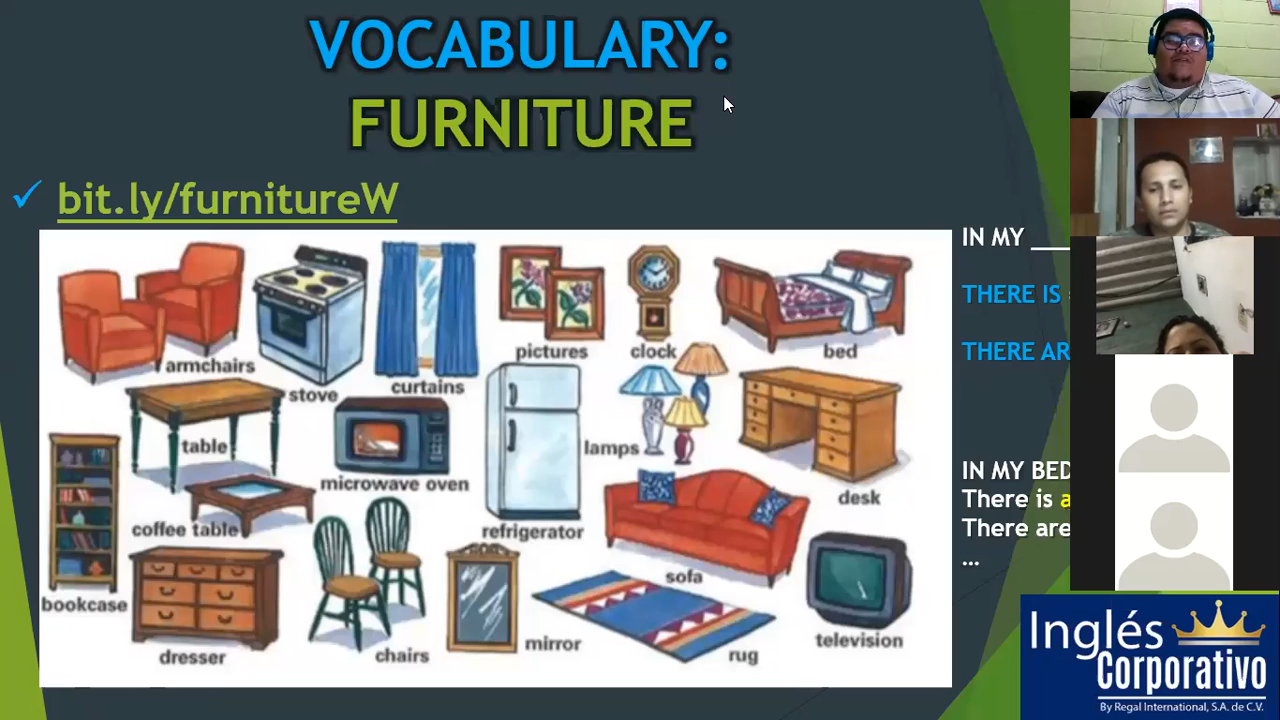 VOCABULARY:
FURNITURE
✓ bit.ly/furnitureW
armchairs
stove
curtains
pictures
clock
bed
table
microwave oven
refrigerator
lamps
desk
bookcase
coffee table
dresser
chairs
mirror
sofa
rug
television
IN MY ___
THERE IS
THERE AR
IN MY BED
There is a
There are
...
Inglés
Corporativo
By Regal International, S.A. de C.V.